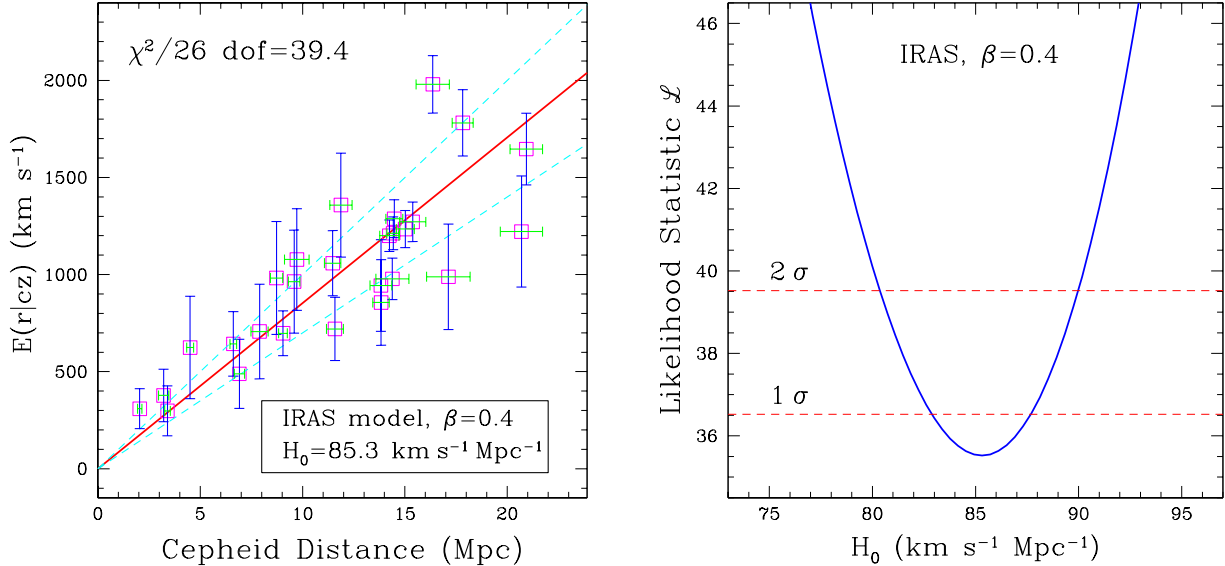 χ²/26 dof=39.4
E(r|cz) (km s⁻¹)
2000
1500
1000
500
0
IRAS model, β=0.4
H₀=85.3 km s⁻¹ Mpc⁻¹
0 5 10 15 20
Cepheid Distance (Mpc)
IRAS, β=0.4
Likelihood Statistic ℒ
46
44
42
40
38
36
2 σ
1 σ
75 80 85 90 95
H₀ (km s⁻¹ Mpc⁻¹)